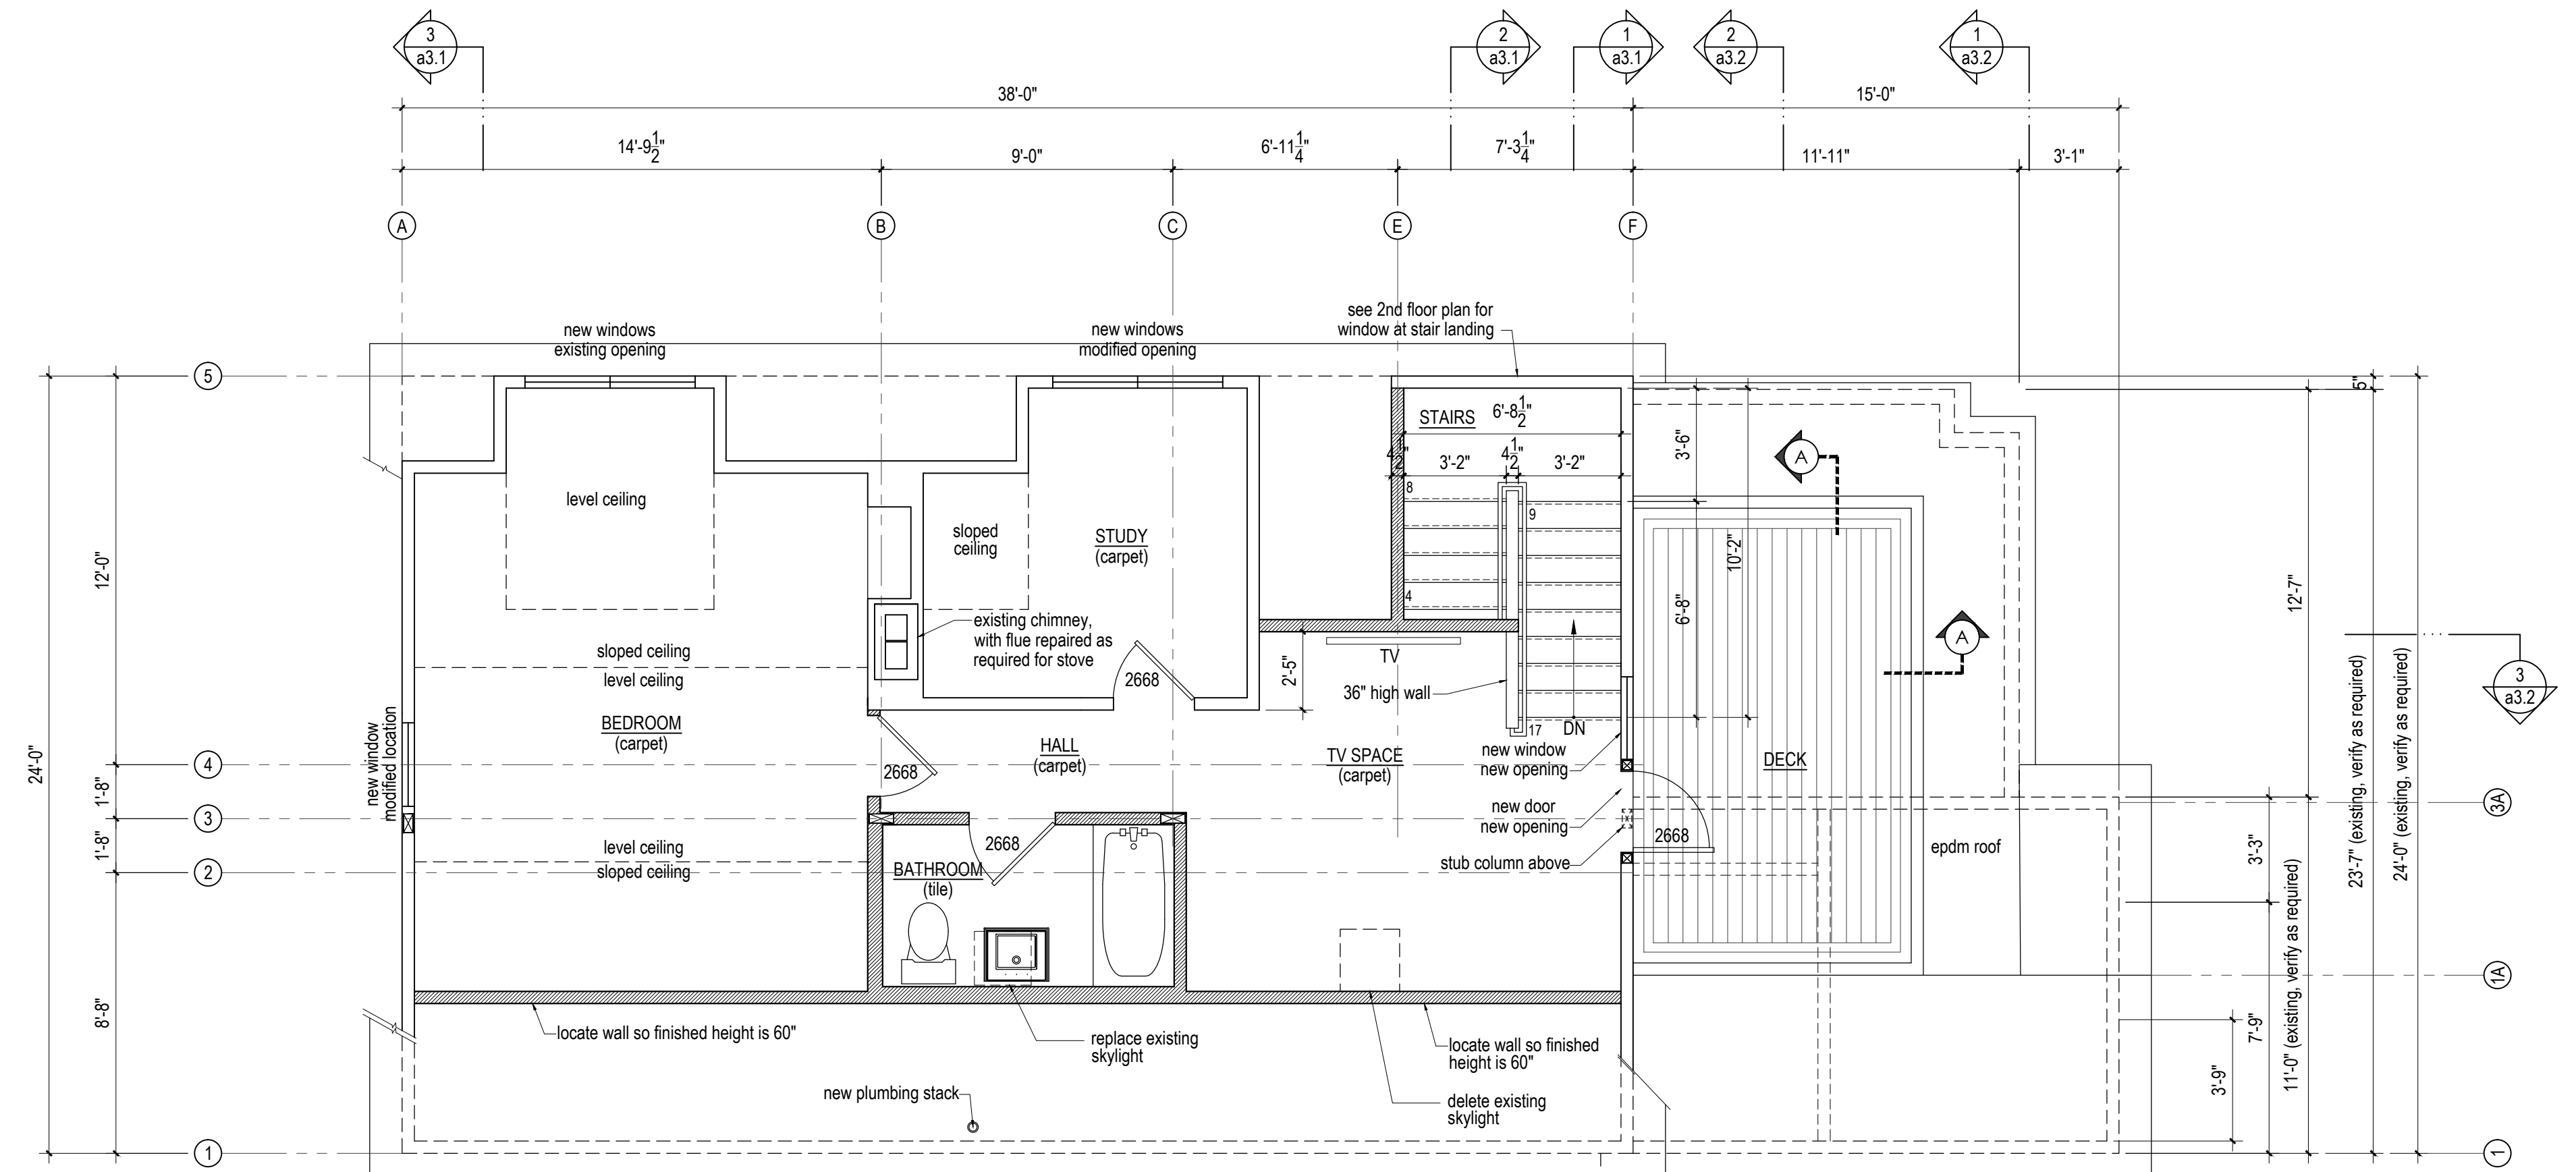 3
a3.1
2
a3.1
1
a3.1
2
a3.2
1
a3.2
38'-0"
15'-0"
14'-9 1/2"
9'-0"
6'-11 1/4"
7'-3 1/4"
11'-11"
3'-1"
A
B
C
E
F
see 2nd floor plan for
window at stair landing
new windows
existing opening
new windows
modified opening
5
5"
STAIRS
6'-8 1/2"
4 1/2"
3'-2"
4 1/2"
3'-2"
3'-6"
A
8
9
level ceiling
sloped
ceiling
STUDY
(carpet)
10'-2"
12'-0"
12'-7"
4
6'-8"
existing chimney,
with flue repaired as
required for stove
A
sloped ceiling
level ceiling
TV
2668
2'-5"
36" high wall
3
a3.2
23'-7" (existing, verify as required)
24'-0" (existing, verify as required)
BEDROOM
(carpet)
17
DN
HALL
(carpet)
TV SPACE
(carpet)
new window
new opening
DECK
new window
modified location
24'-0"
4
2668
1'-8"
3A
new door
new opening
3
2668
2668
level ceiling
sloped ceiling
1'-8"
stub column above
epdm roof
3'-3"
2
BATHROOM
(tile)
1A
8'-8"
7'-9"
11'-0" (existing, verify as required)
locate wall so finished height is 60"
replace existing
skylight
locate wall so finished
height is 60"
3'-9"
new plumbing stack
delete existing
skylight
1
1